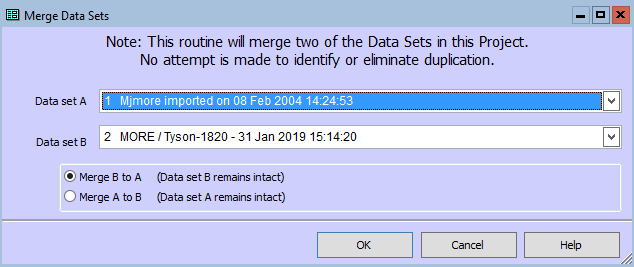 Merge Data Sets
Note: This routine will merge two of the Data Sets in this Project.
No attempt is made to identify or eliminate duplication.
Data set A 1 Mjmore imported on 08 Feb 2004 14:24:53
Data set B 2 MORE / Tyson-1820 - 31 Jan 2019 15:14:20
Merge B to A (Data set B remains intact)
Merge A to B (Data set A remains intact)
OK Cancel Help